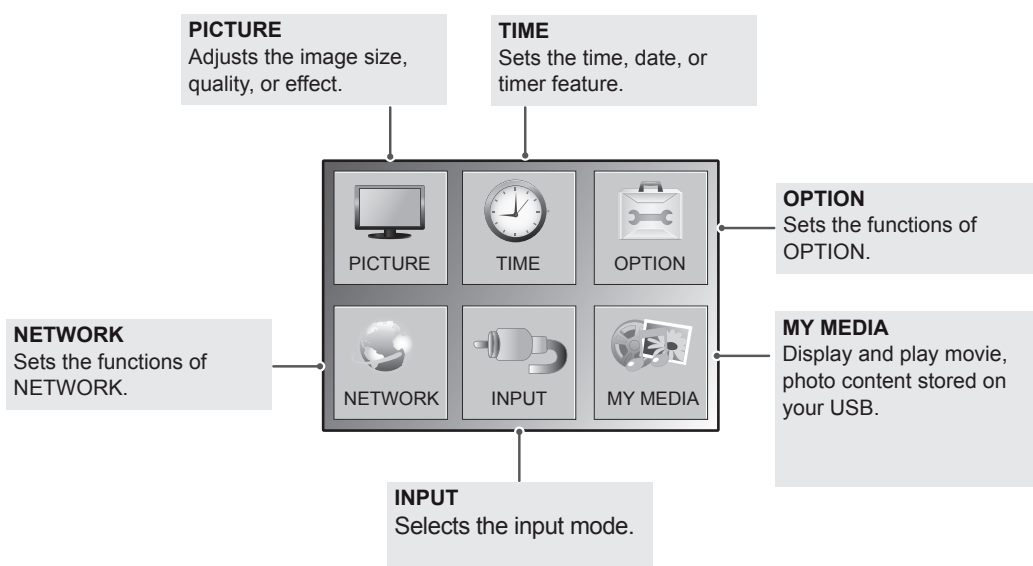 PICTURE
Adjusts the image size,
quality, or effect.
TIME
Sets the time, date, or
timer feature.
PICTURE
TIME
OPTION
OPTION
Sets the functions of
OPTION.
NETWORK
Sets the functions of
NETWORK.
NETWORK
INPUT
MY MEDIA
MY MEDIA
Display and play movie,
photo content stored on
your USB.
INPUT
Selects the input mode.